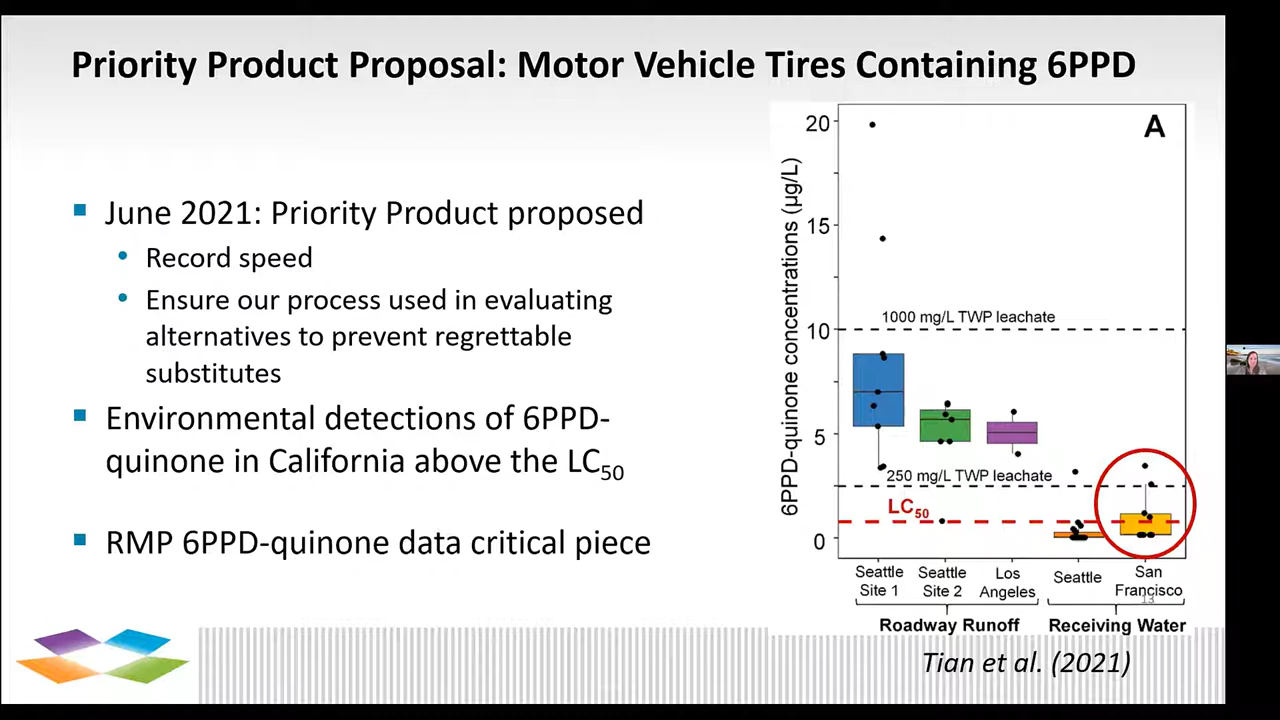 Priority Product Proposal: Motor Vehicle Tires Containing 6PPD
June 2021: Priority Product proposed
Record speed
Ensure our process used in evaluating
alternatives to prevent regrettable
substitutes
Environmental detections of 6PPD-
quinone in California above the LC50
RMP 6PPD-quinone data critical piece
A
6PPD-quinone concentrations (µg/L)
20
15
10
5
0
1000 mg/L TWP leachate
250 mg/L TWP leachate
LC50
Seattle
Site 1
Seattle
Site 2
Los
Angeles
Seattle
San
Francisco
13
Roadway Runoff
Receiving Water
Tian et al. (2021)